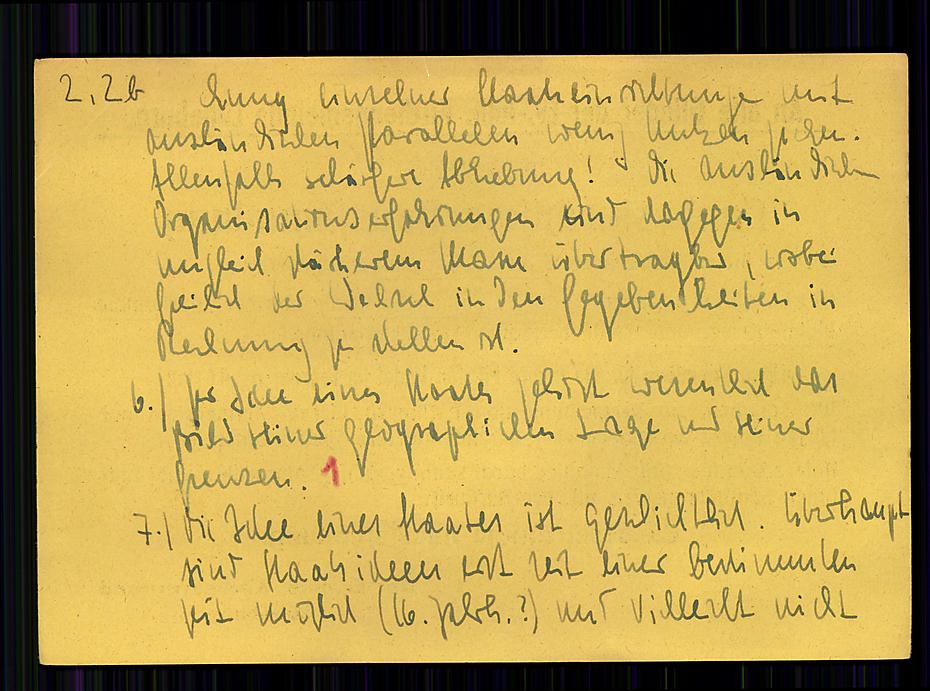 2,2b chung einzelner Staatseinrichtungen mit
ausländischen Parallelen wenig Nutzen haben.
Allenfalls schärfere Abhebung! Die ausländischen
Organisationserfahrungen sind dagegen in
ungleich stärkerem Masse übertragbar, wobei
freilich der Wechsel in den Gegebenheiten in
Rechnung zu stellen ist.
6.) Zur Idee eines Staates gehört wesentlich das
Bild seiner geographischen Lage und seiner
Grenzen. 1
7.) Die Idee eines Staates ist geschichtlich. Überhaupt
sind Staatsideen erst seit einer bestimmten
Zeit möglich (16. Jahrh.?) und vielleicht nicht